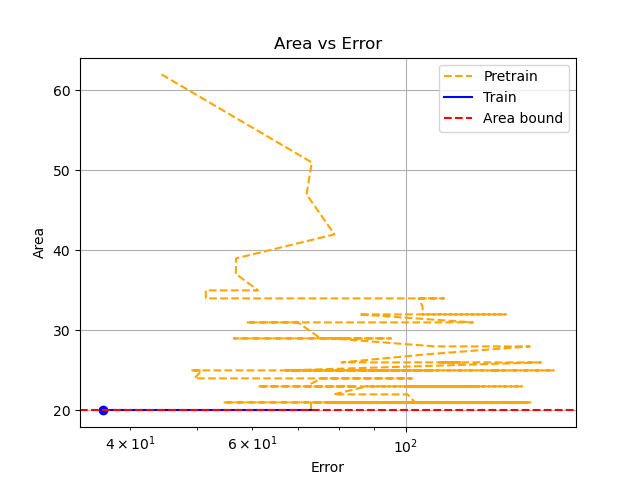 Area vs Error
Pretrain
Train
Area bound
60
50
40
30
20
Area
4 × 10¹
6 × 10¹
10²
Error